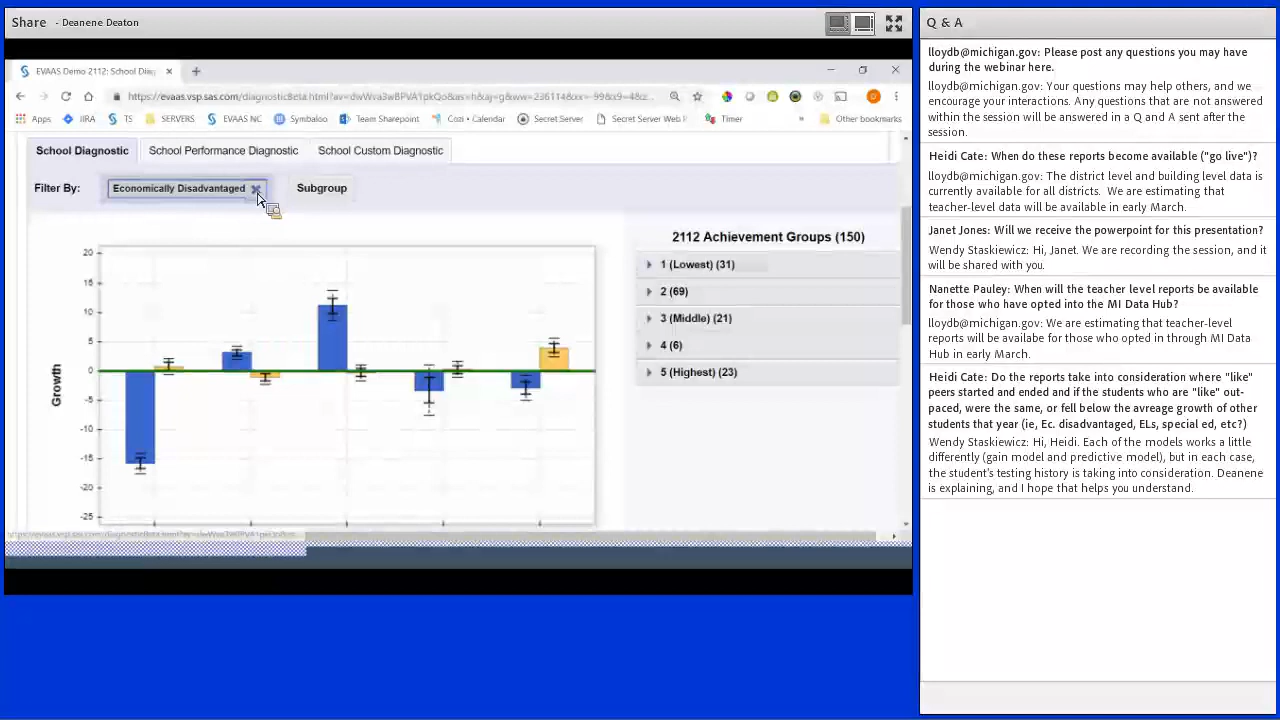 Share - Deanene Deaton
EVAAS Demo 2112: School Diag
Apps JIRA TS SERVERS EVAAS NC Symbaloo Team Sharepoint Cozi • Calendar Secret Server Timer Other bookmarks
School Diagnostic School Performance Diagnostic School Custom Diagnostic
Filter By: Economically Disadvantaged Subgroup
2112 Achievement Groups (150)
1 (Lowest) (31)
2 (69)
3 (Middle) (21)
4 (6)
5 (Highest) (23)
Growth
20
15
10
5
0
-5
-10
-15
-20
-25
Q & A
lloydb@michigan.gov: Please post any questions you may have
during the webinar here.
lloydb@michigan.gov: Your questions may help others, and we
encourage your interactions. Any questions that are not answered
within the session will be answered in a Q and A sent after the
session.
Heidi Cate: When do these reports become available ("go live")?
lloydb@michigan.gov: The district level and building level data is
currently available for all districts. We are estimating that
teacher-level data will be available in early March.
Janet Jones: Will we receive the powerpoint for this presentation?
Wendy Staskiewicz: Hi, Janet. We are recording the session, and it
will be shared with you.
Nanette Pauley: When will the teacher level reports be available
for those who have opted into the MI Data Hub?
lloydb@michigan.gov: We are estimating that teacher-level
reports will be availabe for those who opted in through MI Data
Hub in early March.
Heidi Cate: Do the reports take into consideration where "like"
peers started and ended and if the students who are "like" out-
paced, were the same, or fell below the avreage growth of other
students that year (ie, Ec. disadvantaged, ELs, special ed, etc?)
Wendy Staskiewicz: Hi, Heidi. Each of the models works a little
differently (gain model and predictive model), but in each case,
the student's testing history is taking into consideration. Deanene
is explaining, and I hope that helps you understand.